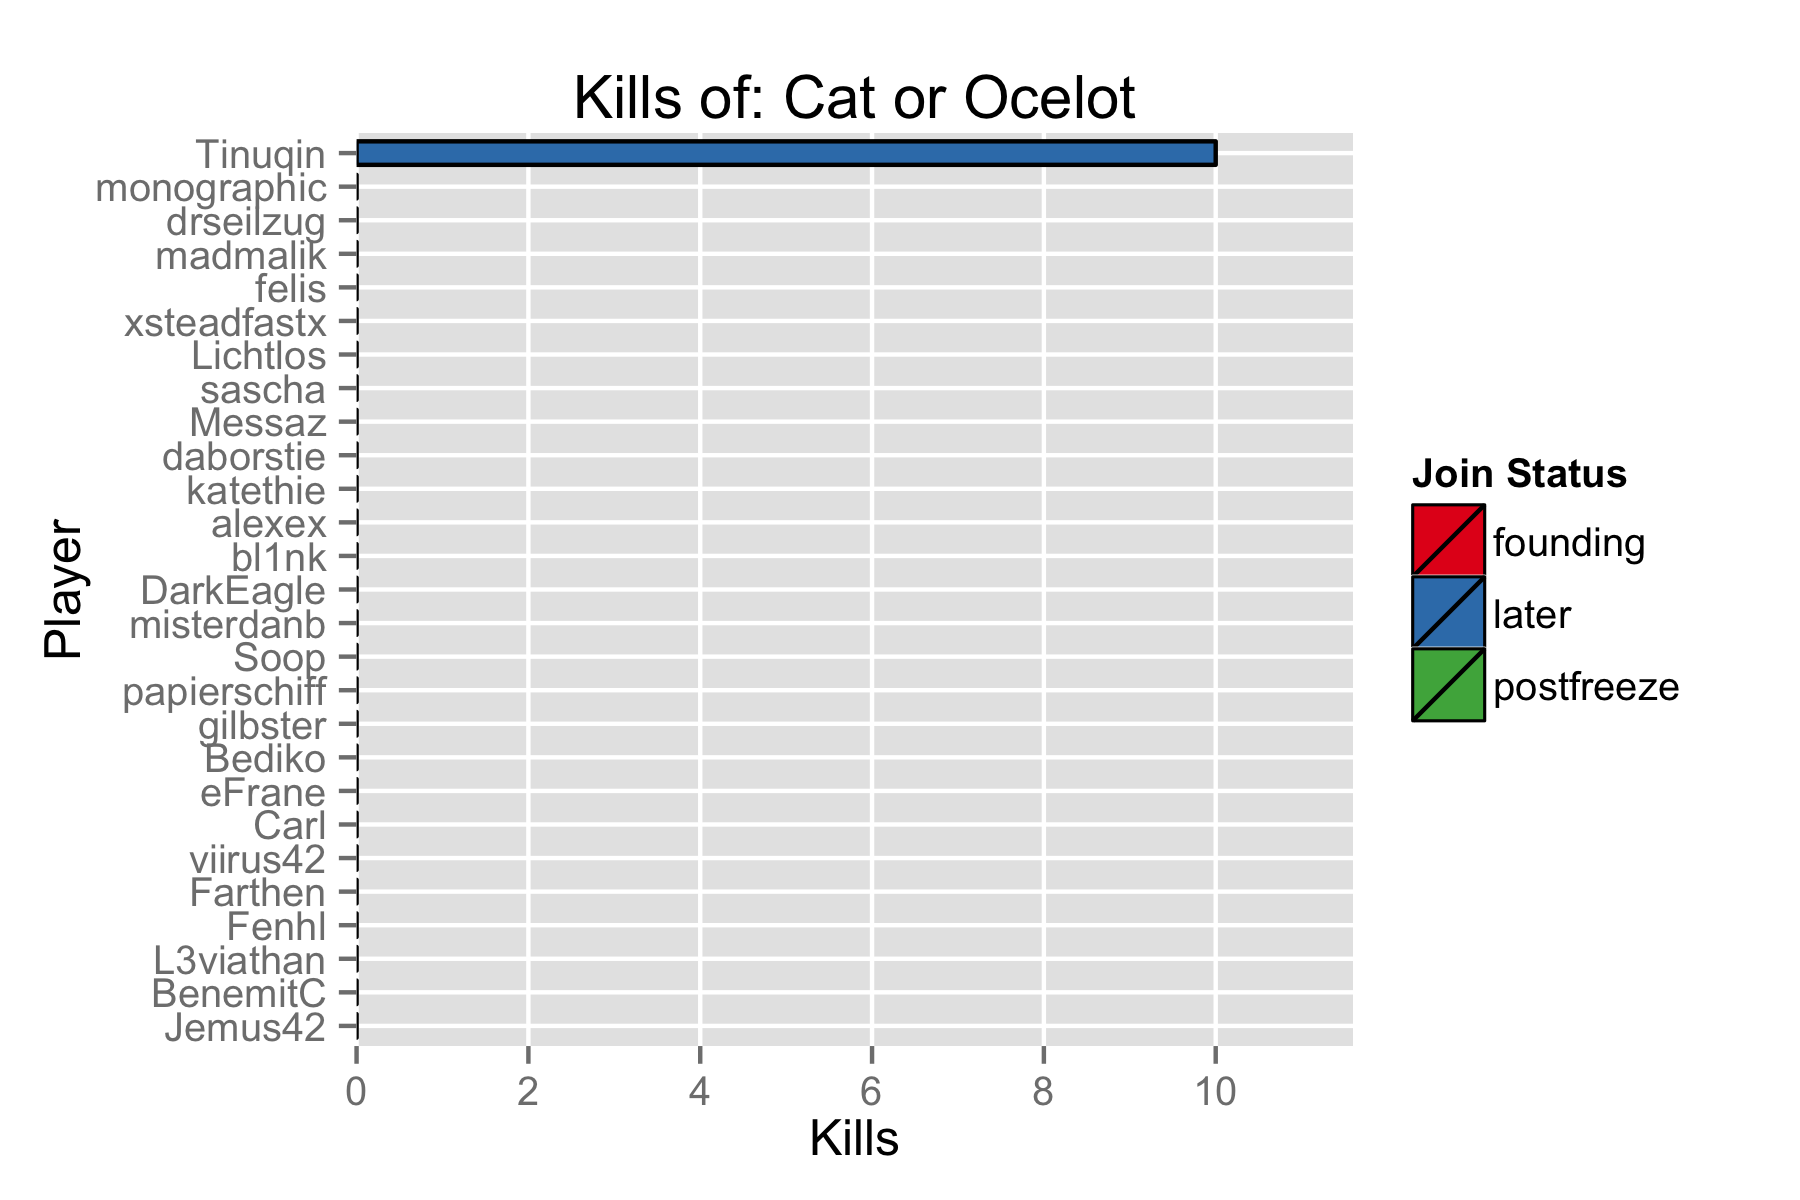 Kills of: Cat or Ocelot
Player
Tinuqin
monographic
drseilzug
madmalik
felis
xsteadfastx
Lichtlos
sascha
Messaz
daborstie
katethie
alexex
bl1nk
DarkEagle
misterdanb
Soop
papierschiff
gilbster
Bediko
eFrane
Carl
viirus42
Farthen
Fenhl
L3viathan
BenemitC
Jemus42
0 2 4 6 8 10
Kills
Join Status
founding
later
postfreeze